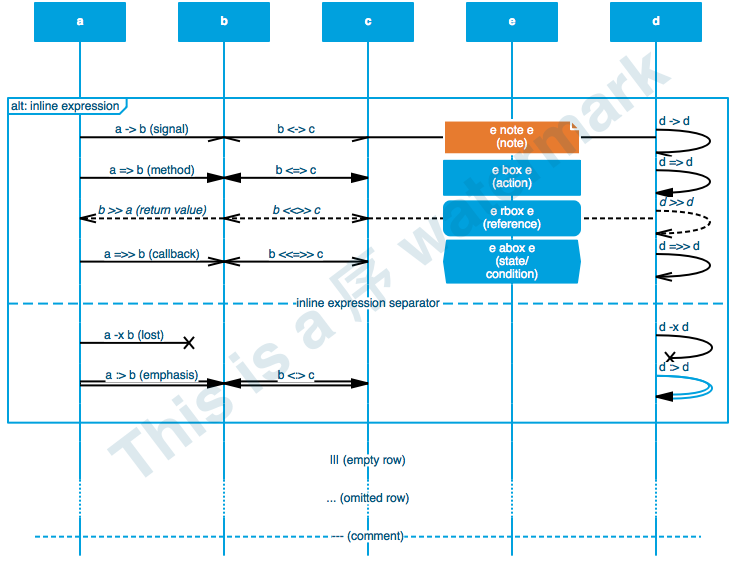 a
b
c
e
d
alt: inline expression
a -> b (signal)
b <-> c
e note e
(note)
d -> d
a => b (method)
b <=> c
e box e
(action)
d => d
b >> a (return value)
b <<>> c
e rbox e
(reference)
d >> d
a =>> b (callback)
b <<=>> c
e abox e
(state/
condition)
d =>> d
inline expression separator
a -x b (lost)
d -x d
a :> b (emphasis)
b <:> c
d :> d
||| (empty row)
... (omitted row)
--- (comment)
This is a 序 watermark